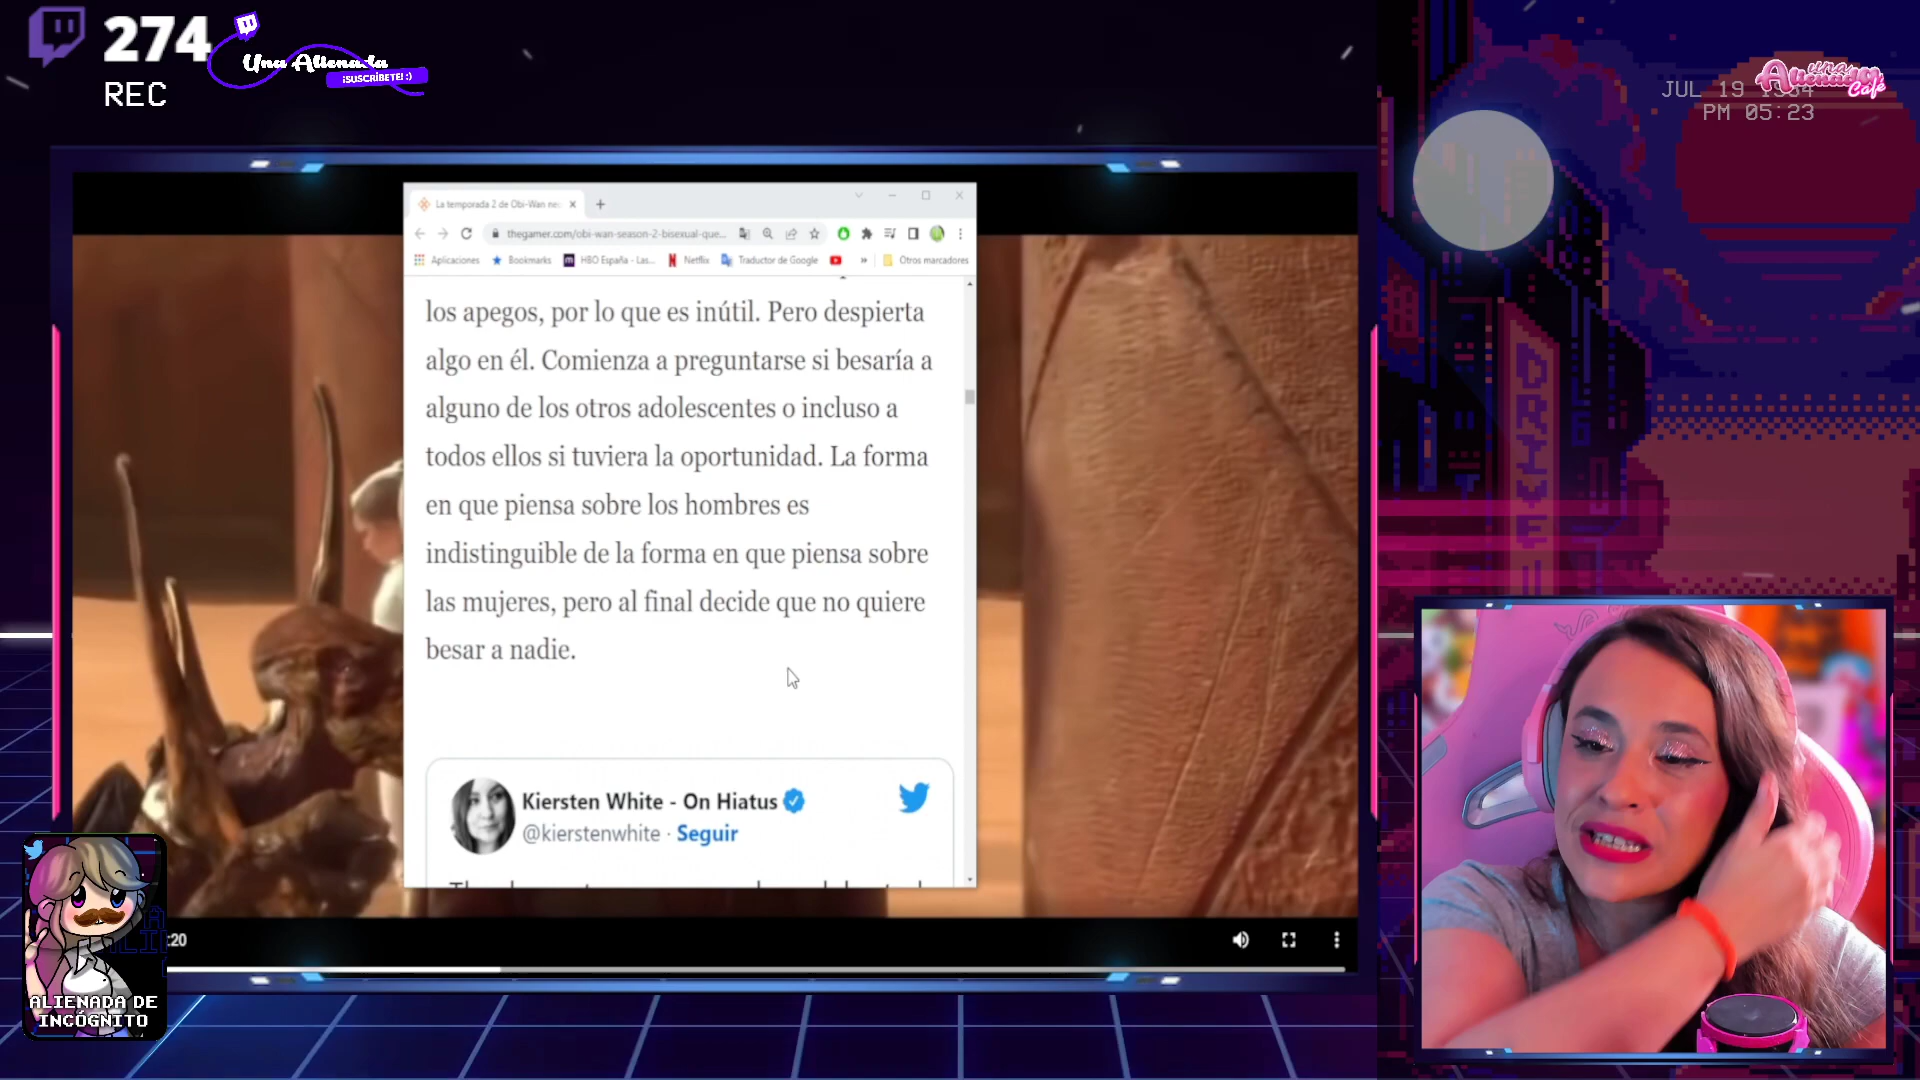 274
REC
Una Alienada
¡SUSCRÍBETE! :)
una
Alienada
Café
JUL 19
PM 05:23
La temporada 2 de Obi-Wan ne
thegamer.com/obi-wan-season-2-bisexual-que...
Aplicaciones
Bookmarks
HBO España - Las...
Netflix
Traductor de Google
»
Otros marcadores
los apegos, por lo que es inútil. Pero despierta
algo en él. Comienza a preguntarse si besaría a
alguno de los otros adolescentes o incluso a
todos ellos si tuviera la oportunidad. La forma
en que piensa sobre los hombres es
indistinguible de la forma en que piensa sobre
las mujeres, pero al final decide que no quiere
besar a nadie.
Kiersten White - On Hiatus
@kierstenwhite · Seguir
DRIVE
:20
ALIENADA DE
INCÓGNITO